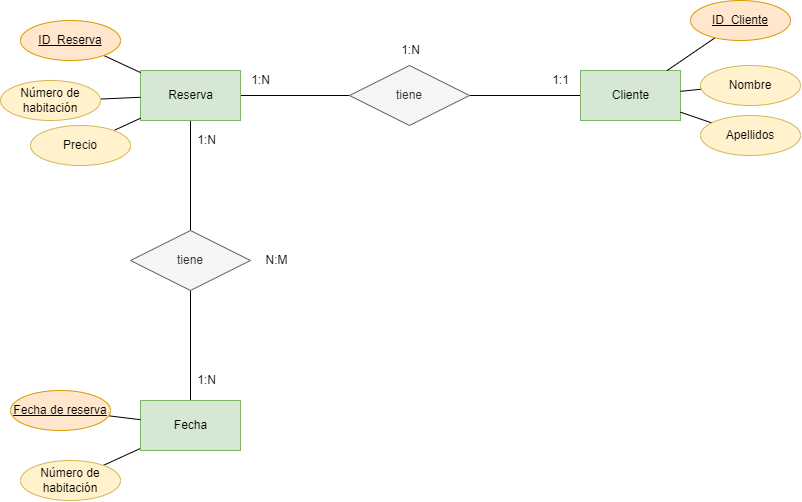 ID_Reserva
Número de
habitación
Precio
Reserva
1:N
1:N
tiene
1:N
1:1
Cliente
ID_Cliente
Nombre
Apellidos
tiene
N:M
1:N
Fecha de reserva
Fecha
Número de
habitación